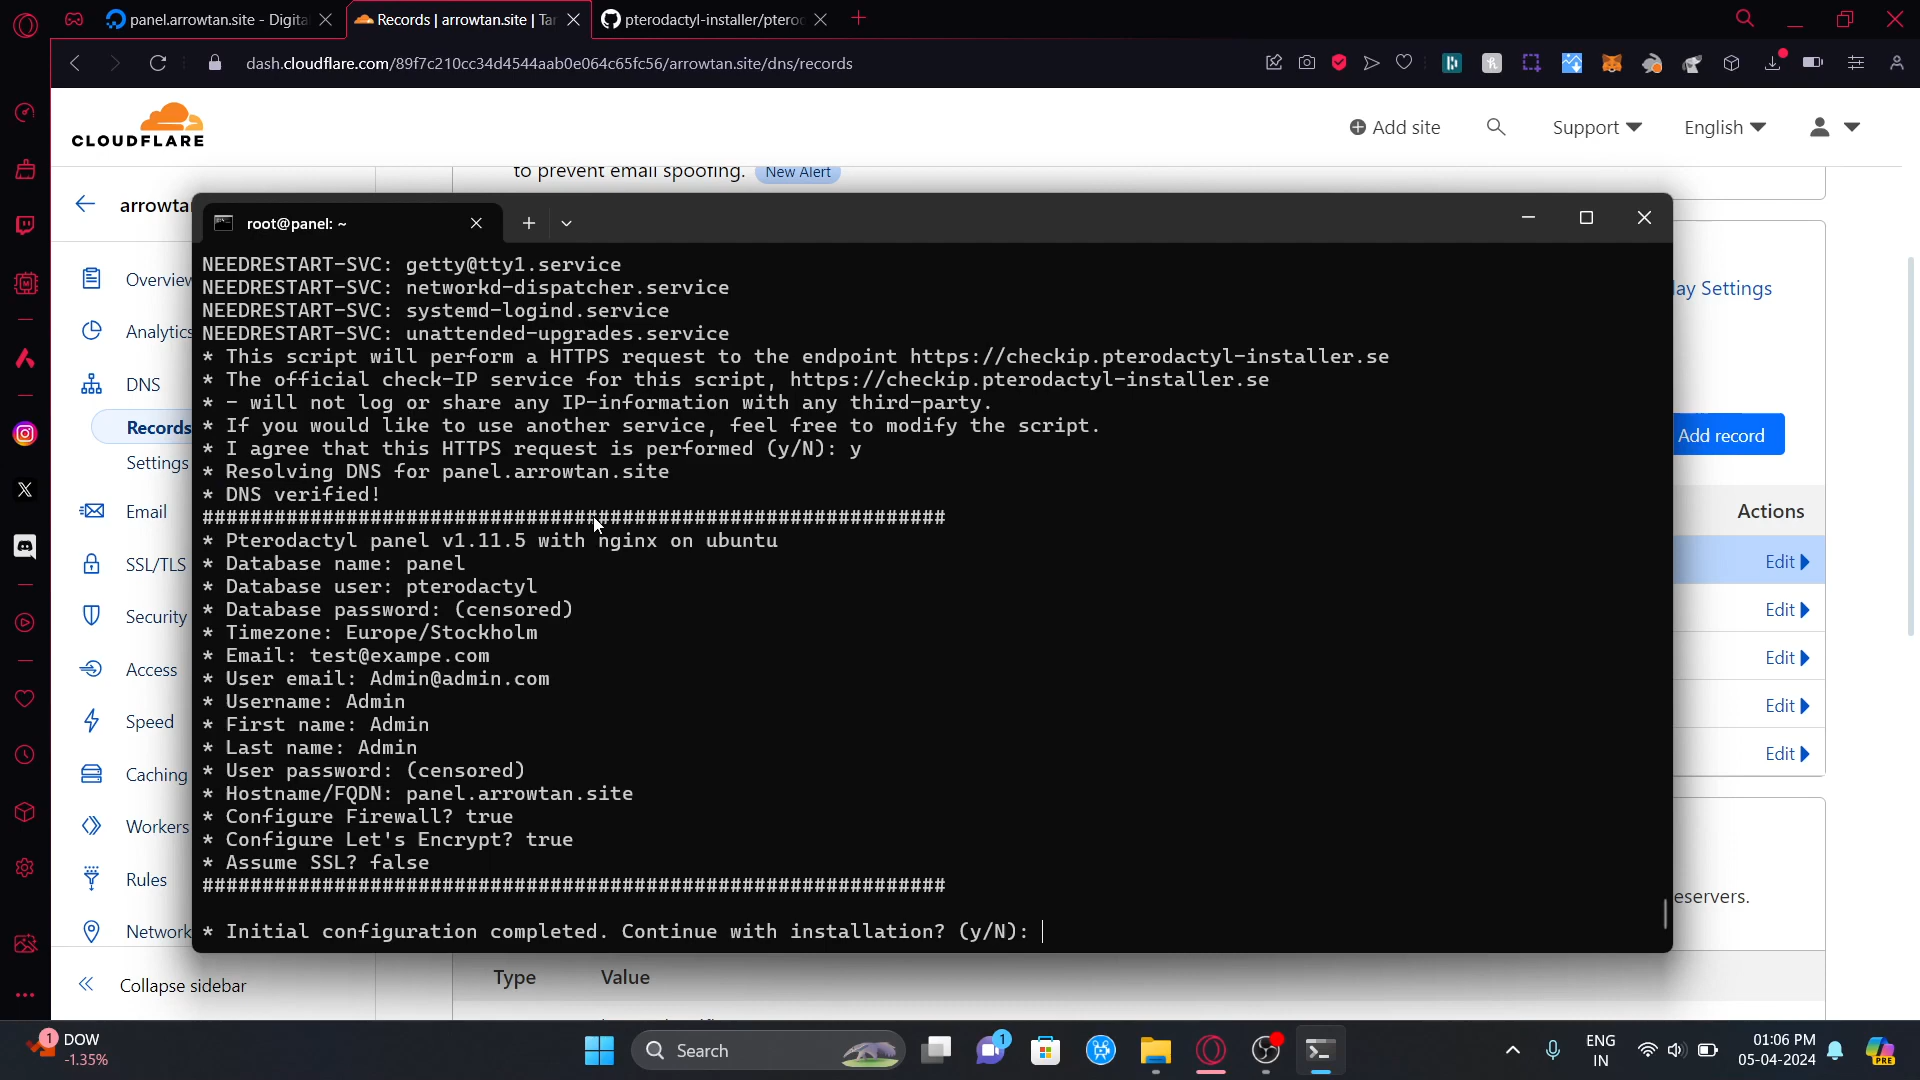 panel.arrowtan.site - Digita
Records | arrowtan.site | Tar
pterodactyl-installer/ptero
dash.cloudflare.com/89f7c210cc34d4544aab0e064c65fc56/arrowtan.site/dns/records
CLOUDFLARE
Add site
Support
English
to prevent email spoofing.
New Alert
arrowta
root@panel: ~
NEEDRESTART-SVC: getty@tty1.service
NEEDRESTART-SVC: networkd-dispatcher.service
NEEDRESTART-SVC: systemd-logind.service
NEEDRESTART-SVC: unattended-upgrades.service
* This script will perform a HTTPS request to the endpoint https://checkip.pterodactyl-installer.se
* The official check-IP service for this script, https://checkip.pterodactyl-installer.se
* - will not log or share any IP-information with any third-party.
* If you would like to use another service, feel free to modify the script.
* I agree that this HTTPS request is performed (y/N): y
* Resolving DNS for panel.arrowtan.site
* DNS verified!
##############################################################
* Pterodactyl panel v1.11.5 with nginx on ubuntu
* Database name: panel
* Database user: pterodactyl
* Database password: (censored)
* Timezone: Europe/Stockholm
* Email: test@exampe.com
* User email: Admin@admin.com
* Username: Admin
* First name: Admin
* Last name: Admin
* User password: (censored)
* Hostname/FQDN: panel.arrowtan.site
* Configure Firewall? true
* Configure Let's Encrypt? true
* Assume SSL? false
##############################################################
* Initial configuration completed. Continue with installation? (y/N):
Overview
Analytics
DNS
Records
Settings
Email
SSL/TLS
Security
Access
Speed
Caching
Workers
Rules
Network
Collapse sidebar
lay Settings
Add record
Actions
Edit
Edit
Edit
Edit
Edit
eservers.
Type
Value
1
DOW
-1.35%
Search
1
ENG
IN
01:06 PM
05-04-2024
PRE